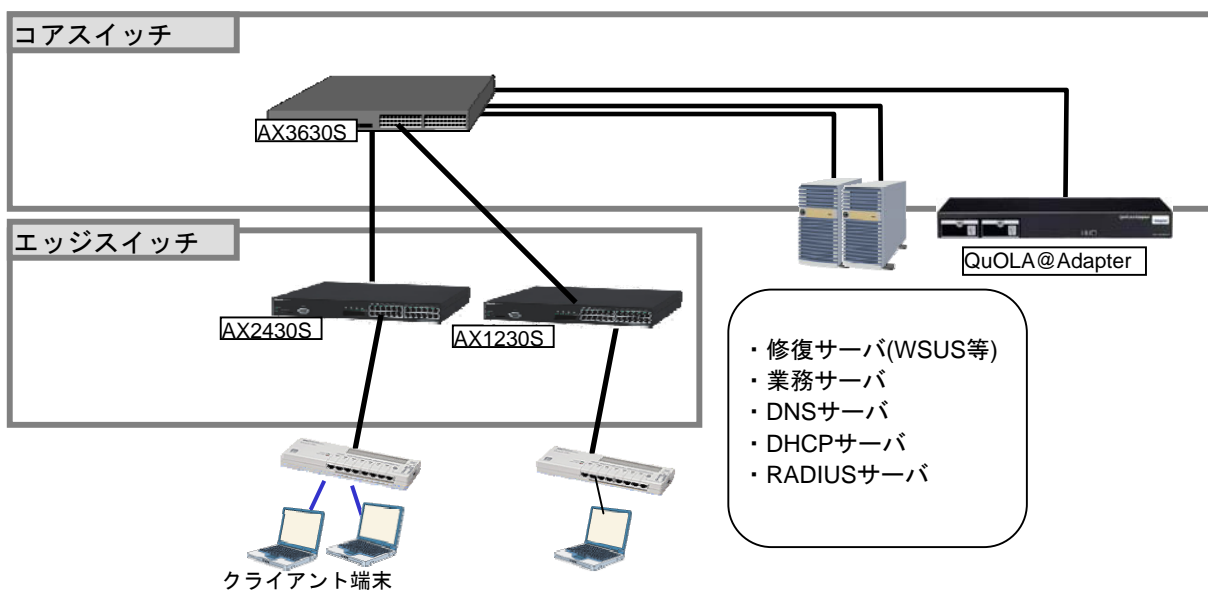 コアスイッチ
AX3630S
エッジスイッチ
QuOLA@Adapter
AX2430S
AX1230S
・修復サーバ(WSUS等)
・業務サーバ
・DNSサーバ
・DHCPサーバ
・RADIUSサーバ
クライアント端末